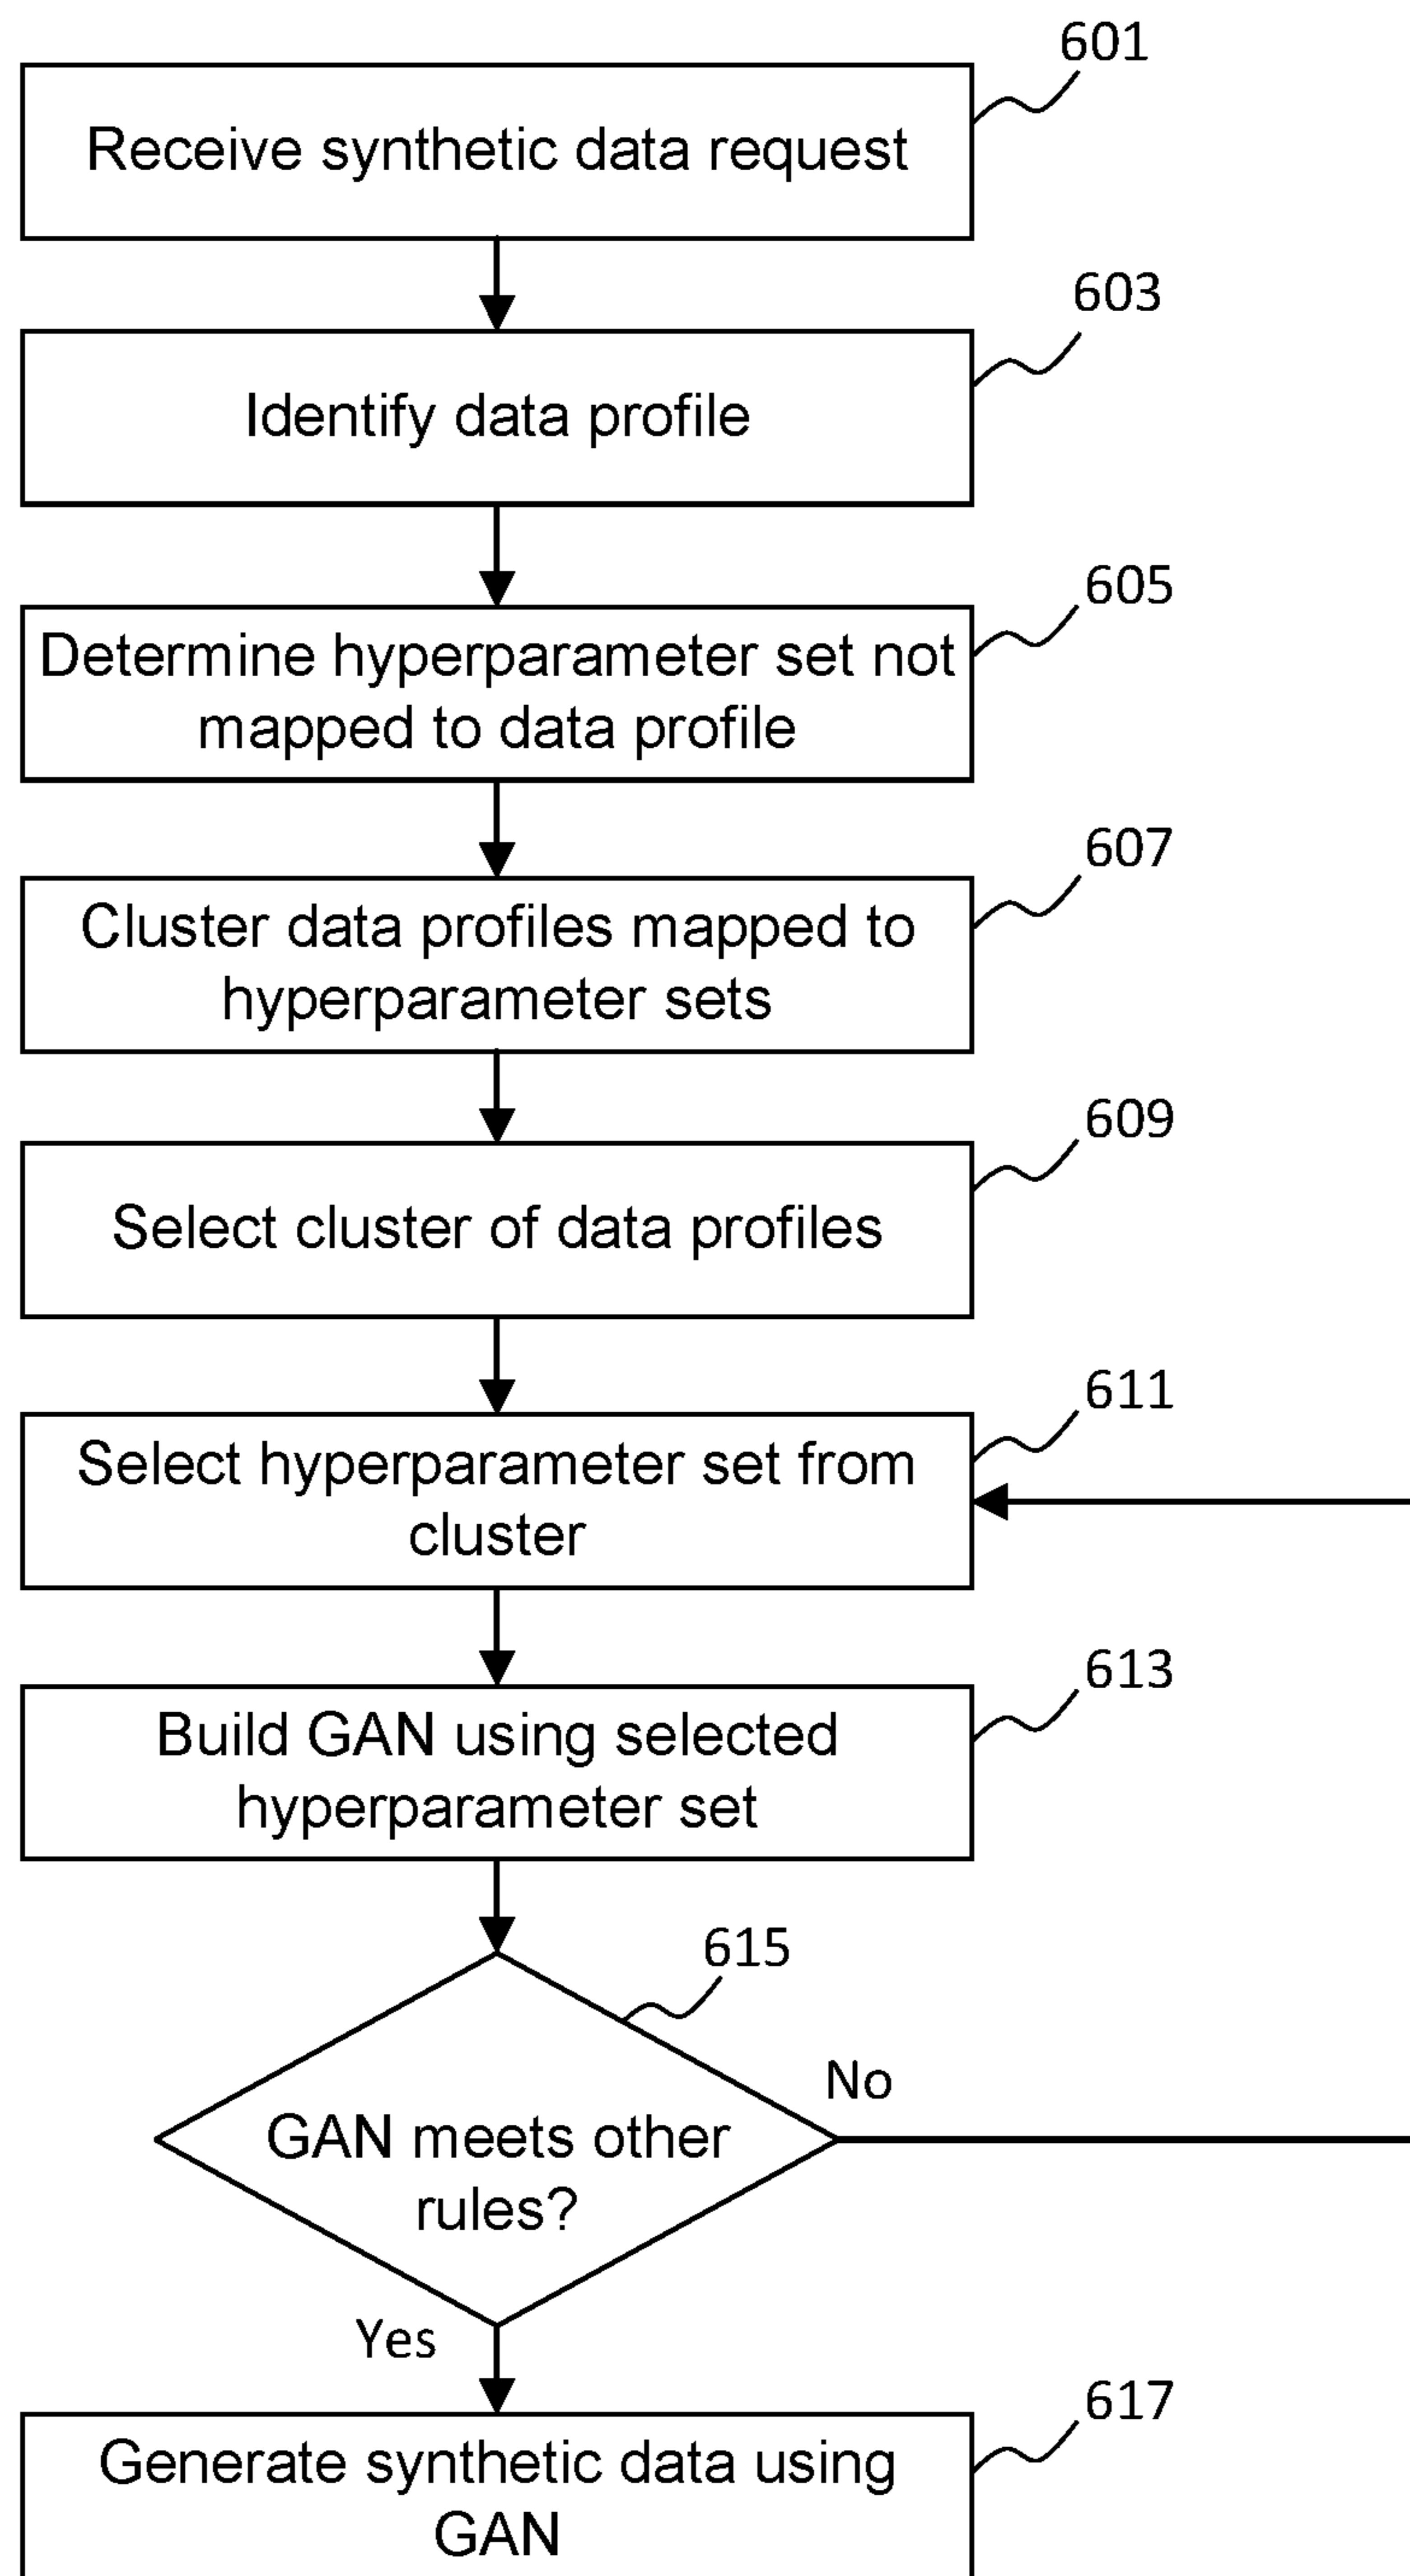 601
Receive synthetic data request
603
Identify data profile
605
Determine hyperparameter set not
mapped to data profile
607
Cluster data profiles mapped to
hyperparameter sets
609
Select cluster of data profiles
611
Select hyperparameter set from
cluster
613
Build GAN using selected
hyperparameter set
615
No
GAN meets other
rules?
Yes
617
Generate synthetic data using
GAN